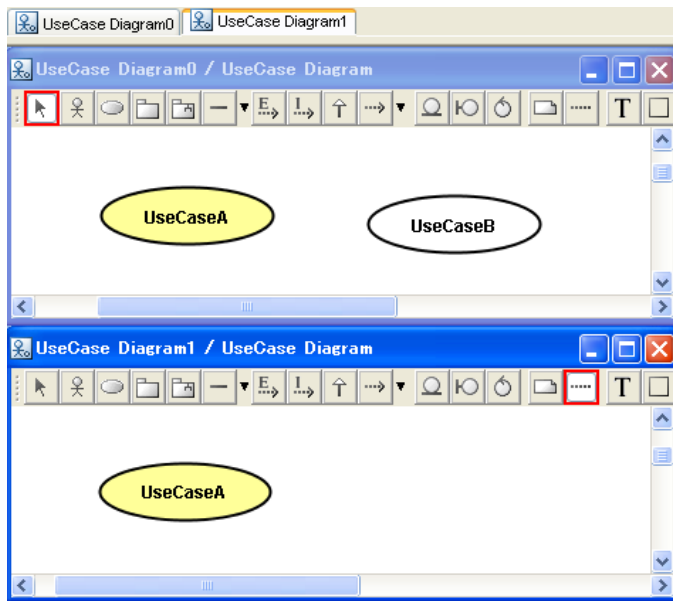 UseCase Diagram0 UseCase Diagram1
UseCase Diagram0 / UseCase Diagram
E I T
UseCaseA UseCaseB
UseCase Diagram1 / UseCase Diagram
E I T
UseCaseA